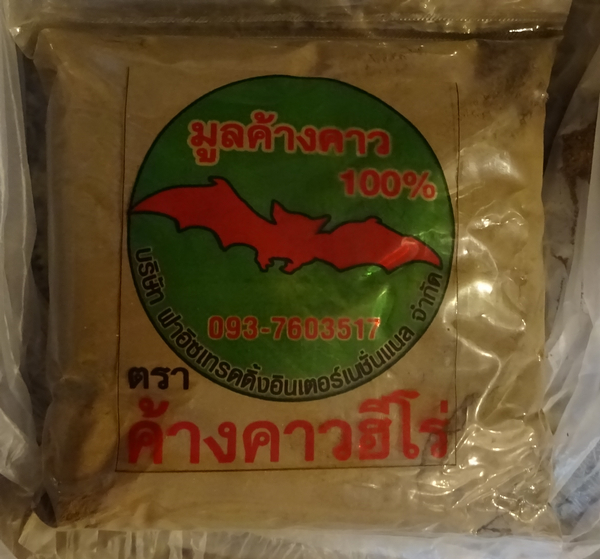 มูลค้างคาว
100%
093-7603517
บริษัท ฟาอิซเทรดดิ้งอินเตอร์เนชั่นแนล จำกัด
ตรา
ค้างคาวฮีโร่